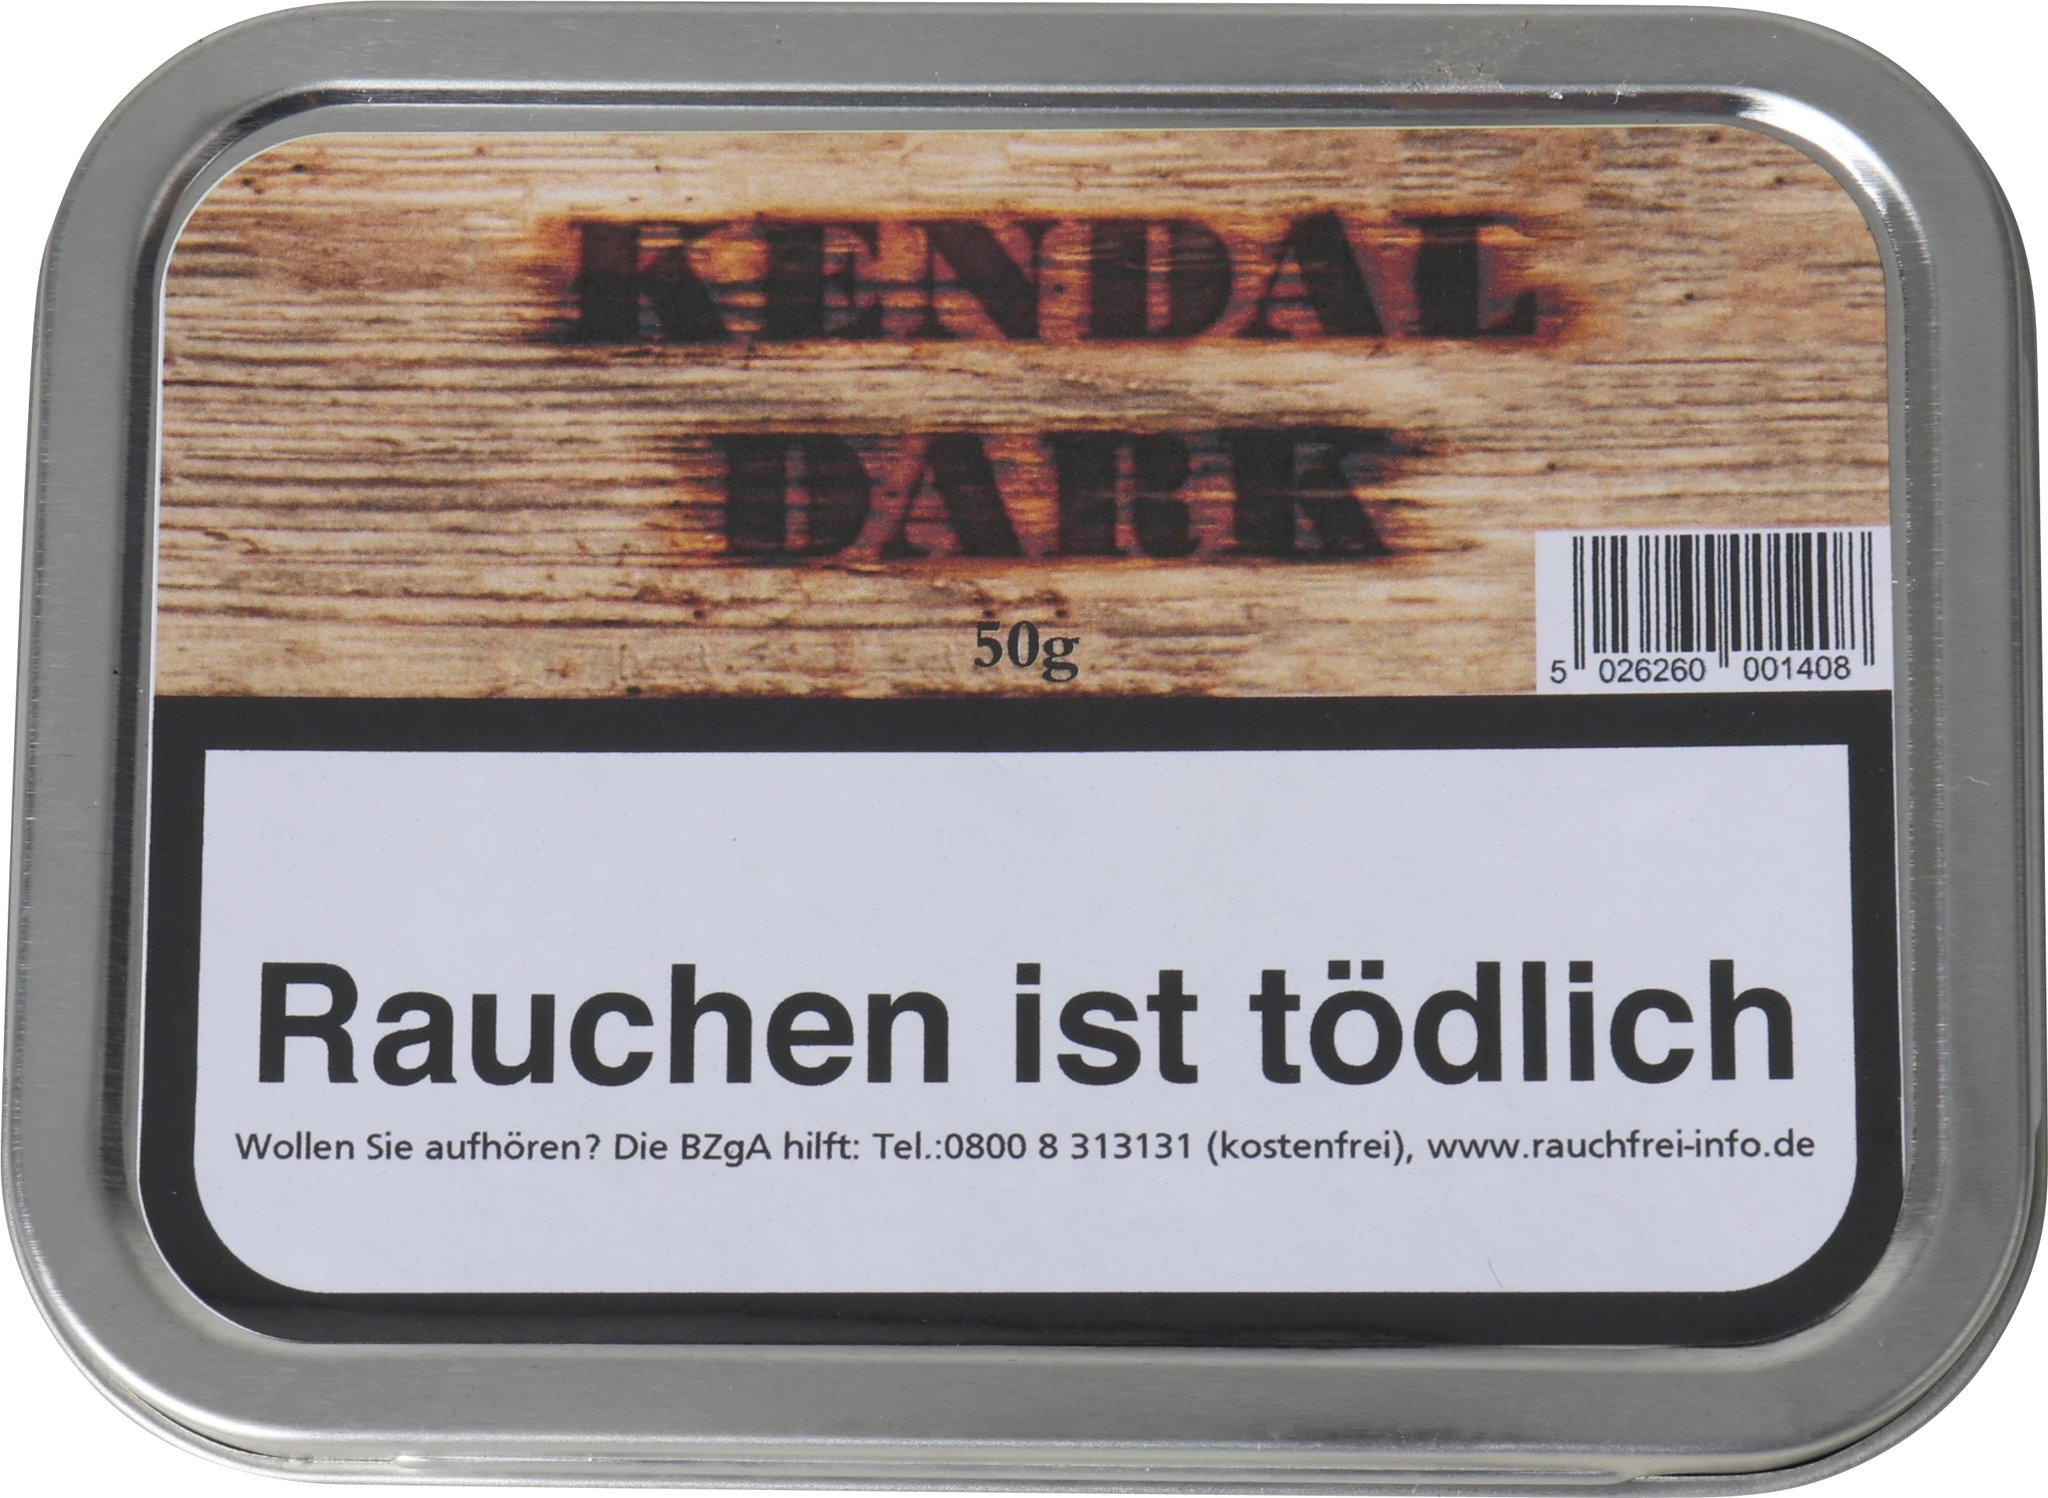 KENDAL
DARK
50g
5 026260 001408
Rauchen ist tödlich
Wollen Sie aufhören? Die BZgA hilft: Tel.:0800 8 313131 (kostenfrei), www.rauchfrei-info.de